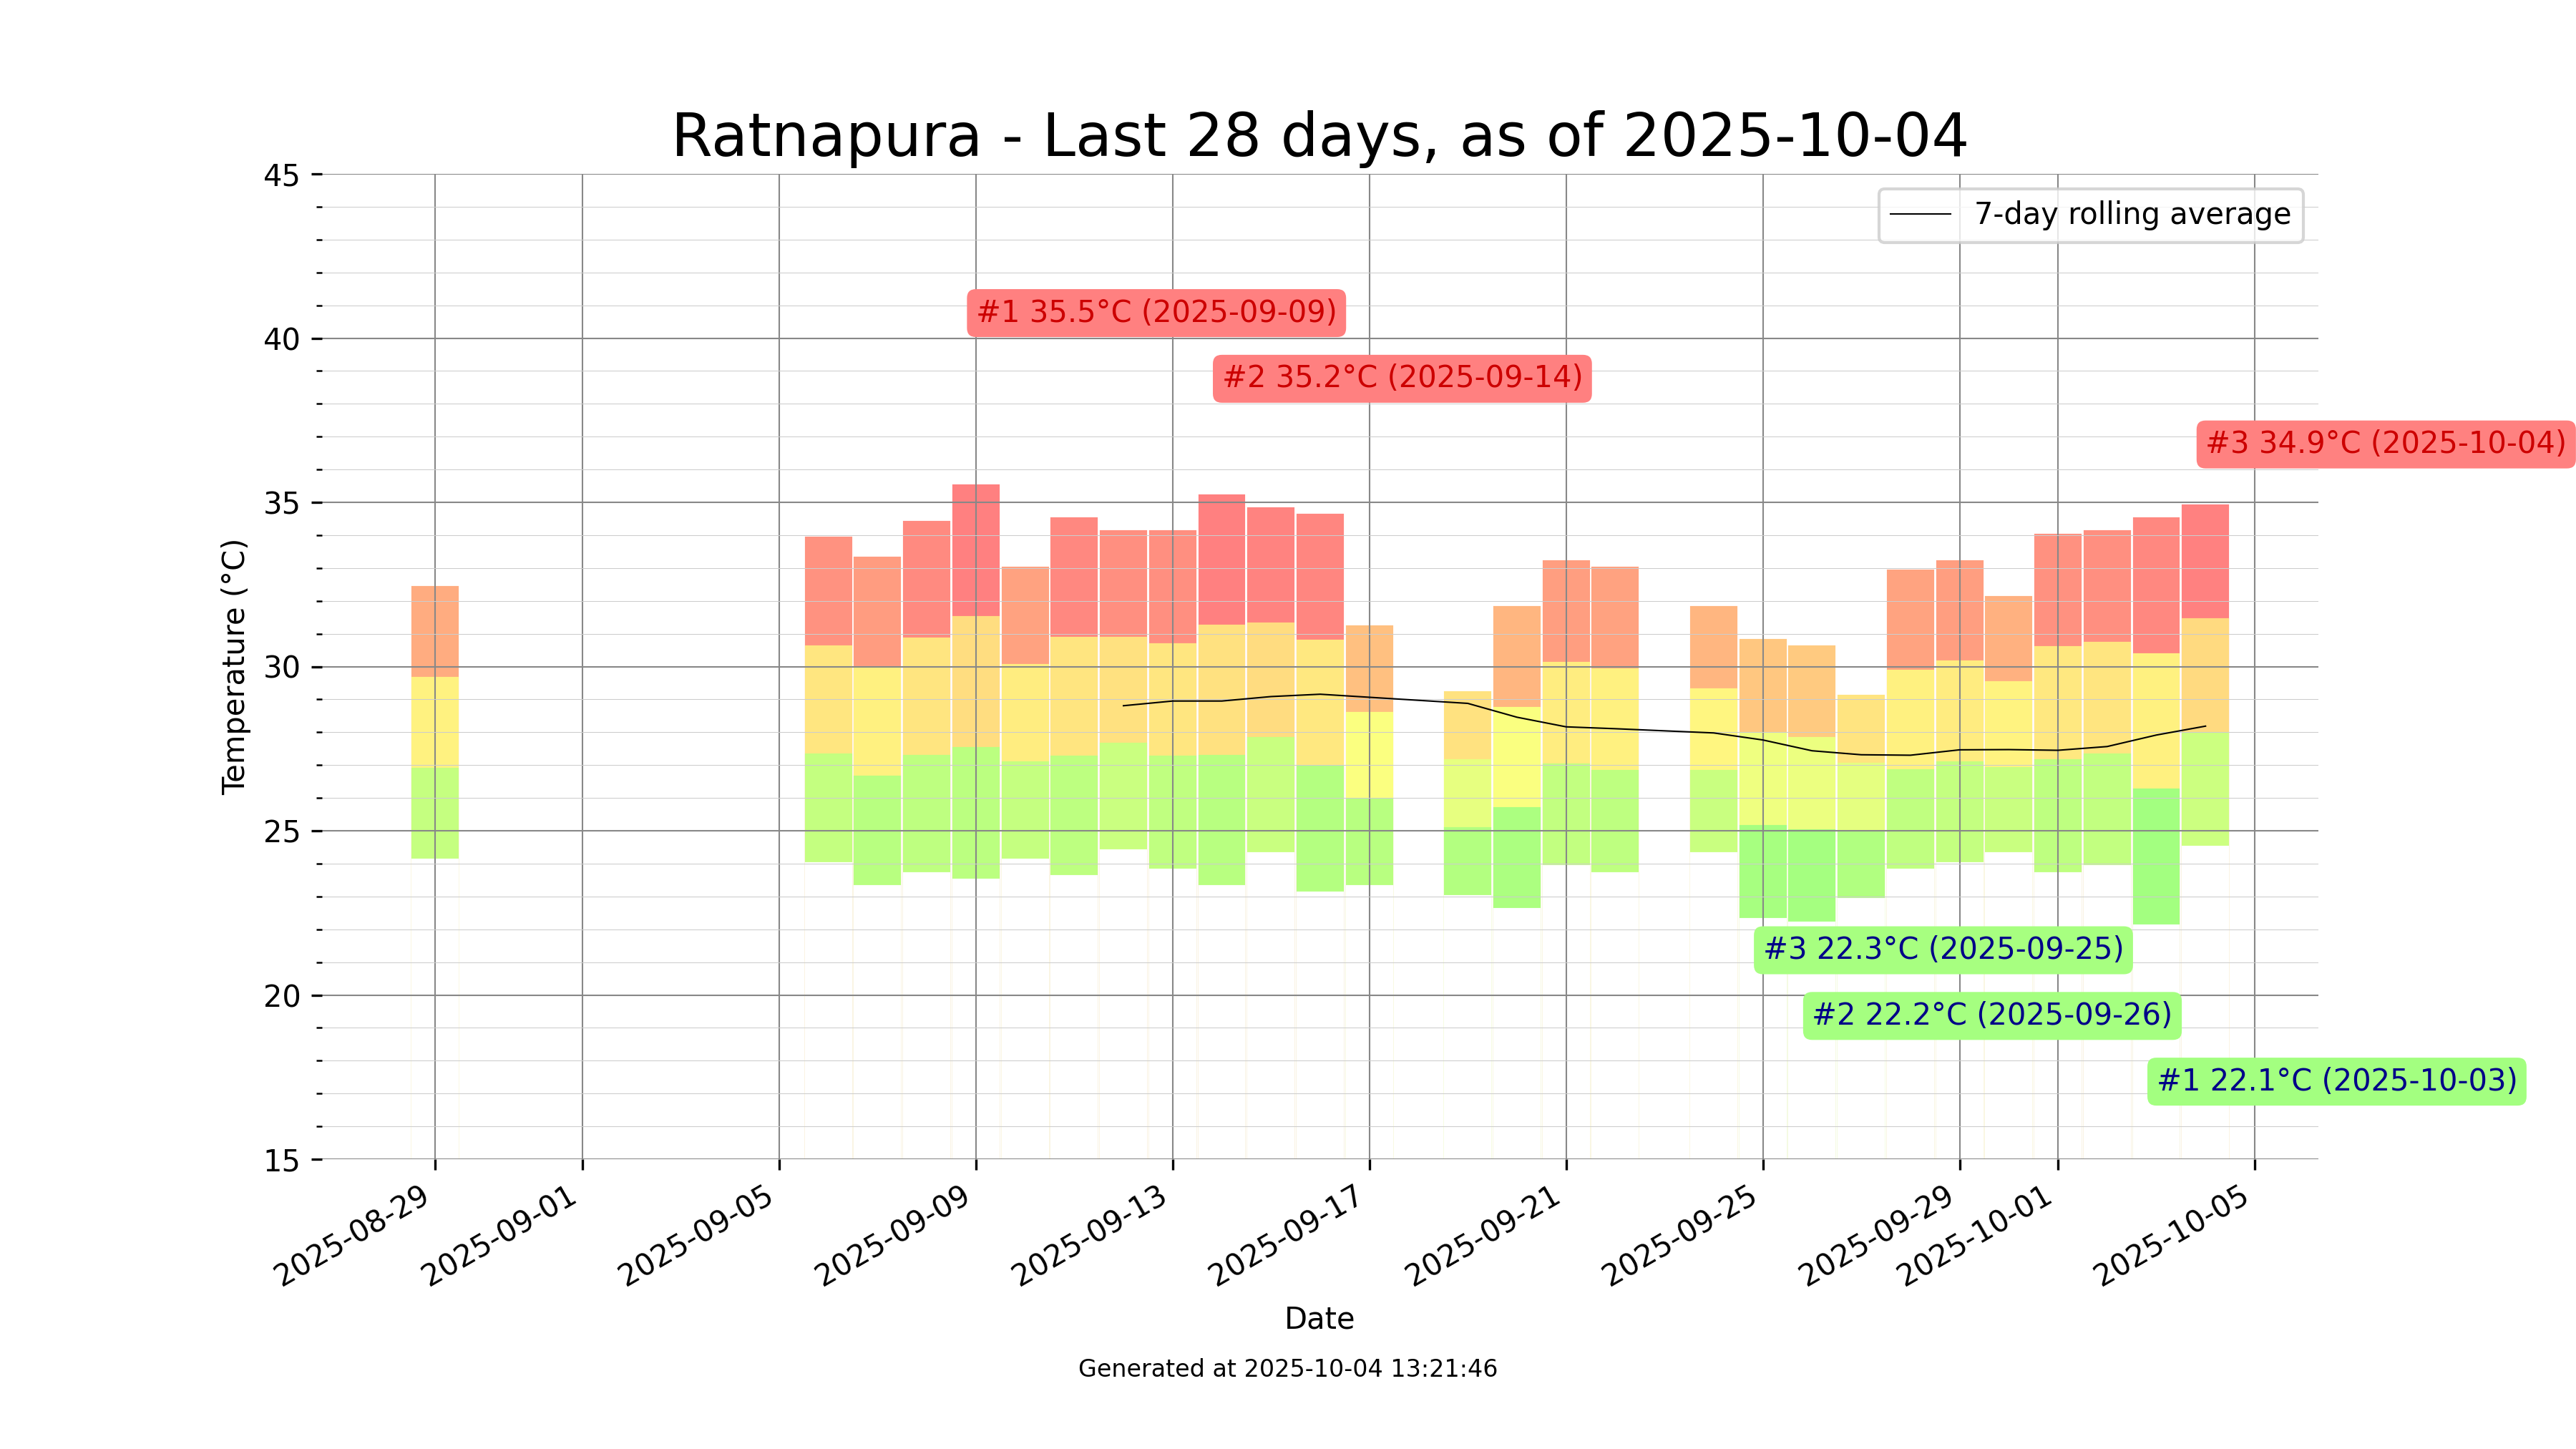 Ratnapura - Last 28 days, as of 2025-10-04
7-day rolling average
#1 35.5°C (2025-09-09)
#2 35.2°C (2025-09-14)
#3 34.9°C (2025-10-04)
#3 22.3°C (2025-09-25)
#2 22.2°C (2025-09-26)
#1 22.1°C (2025-10-03)
Temperature (°C)
45
40
35
30
25
20
15
2025-08-29
2025-09-01
2025-09-05
2025-09-09
2025-09-13
2025-09-17
2025-09-21
2025-09-25
2025-09-29
2025-10-01
2025-10-05
Date
Generated at 2025-10-04 13:21:46